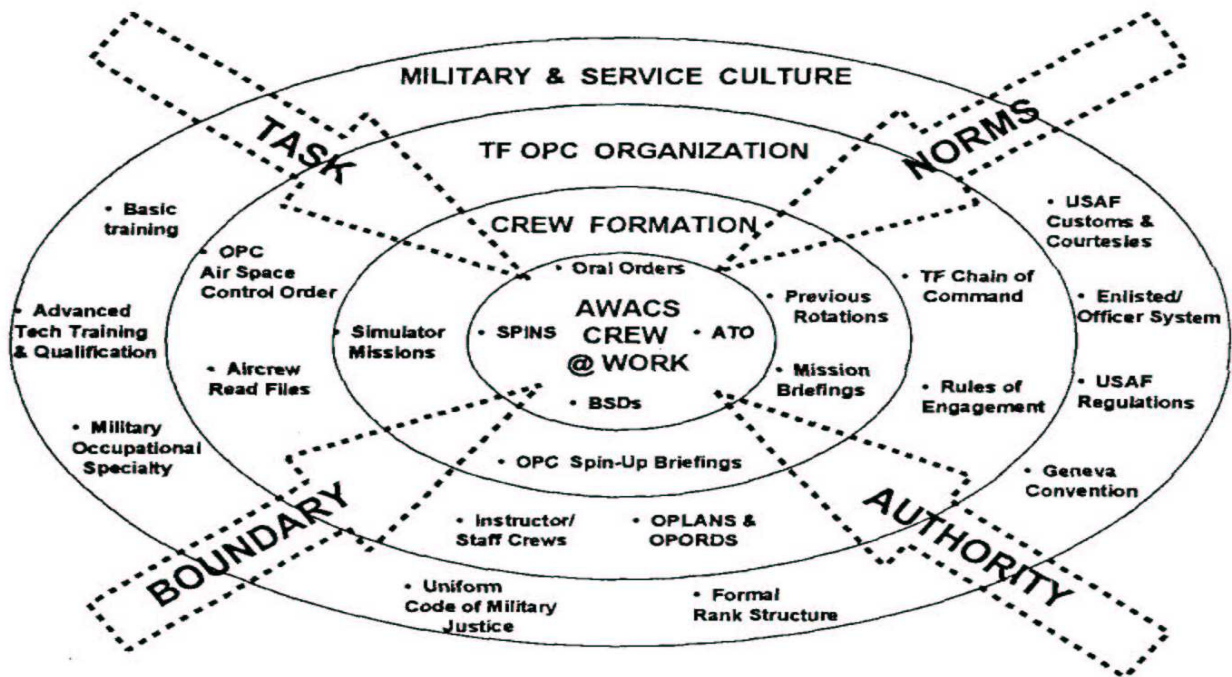 MILITARY & SERVICE CULTURE
TASK
NORMS
TF OPC ORGANIZATION
CREW FORMATION
• Basic
training
• OPC
Air Space
Control Order
• Advanced
Tech Training
& Qualification
• Aircrew
Read Files
• Military
Occupational
Specialty
• Simulator
Missions
• Oral Orders
• SPINS
AWACS
CREW
@ WORK
• ATO
• BSDs
• Previous
Rotations
• Mission
Briefings
• TF Chain of
Command
• Rules of
Engagement
• USAF
Customs &
Courtesies
• Enlisted/
Officer System
• USAF
Regulations
• Geneva
Convention
• OPC Spin-Up Briefings
• Instructor/
Staff Crews
• OPLANS &
OPORDS
• Uniform
Code of Military
Justice
• Formal
Rank Structure
BOUNDARY
AUTHORITY